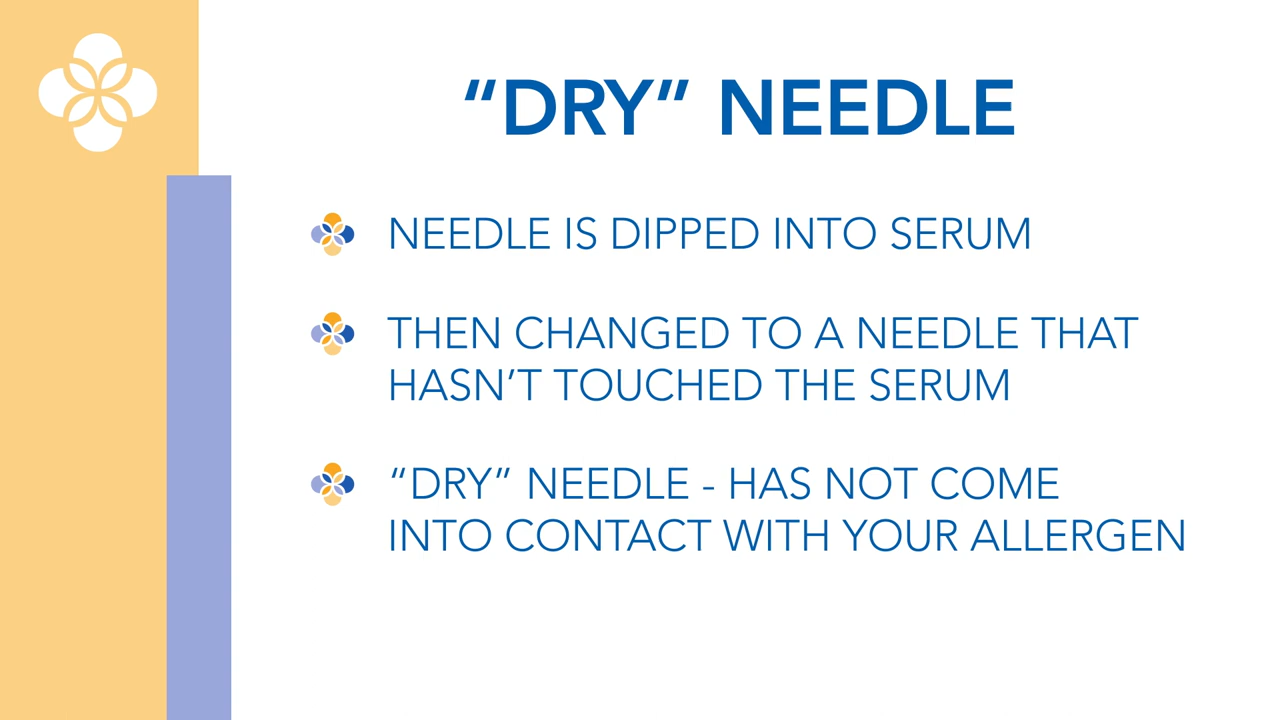 “DRY” NEEDLE
NEEDLE IS DIPPED INTO SERUM
THEN CHANGED TO A NEEDLE THAT
HASN’T TOUCHED THE SERUM
“DRY” NEEDLE - HAS NOT COME
INTO CONTACT WITH YOUR ALLERGEN